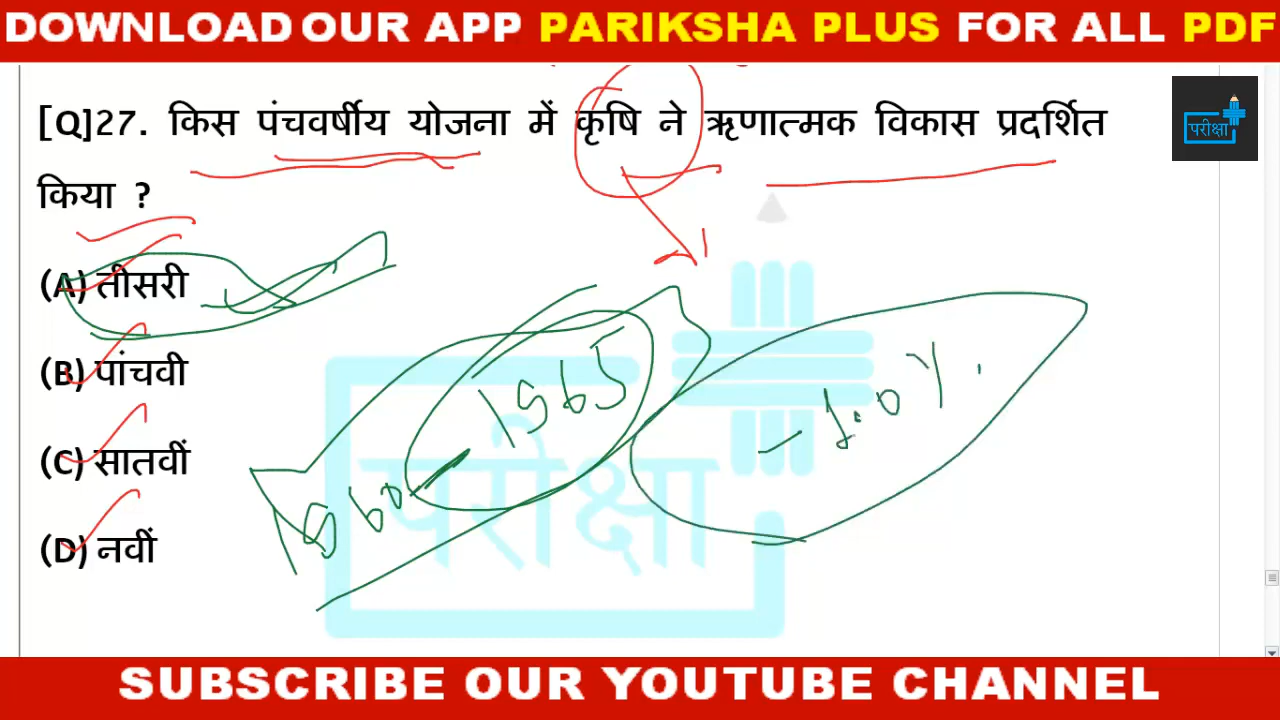 DOWNLOAD OUR APP PARIKSHA PLUS FOR ALL PDF
[Q]27. किस पंचवर्षीय योजना में कृषि ने ऋणात्मक विकास प्रदर्शित
किया ?
परीक्षा
(A) तीसरी
(B) पांचवी
(C) सातवीं
(D) नवीं
1960 - 1965
- 1.0%
परीक्षा
SUBSCRIBE OUR YOUTUBE CHANNEL